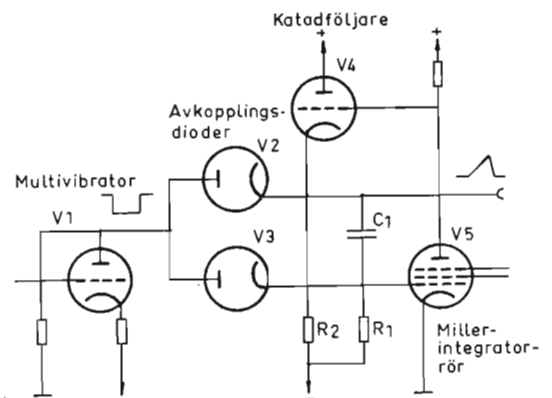 Katadföljare
+
+
V4
Avkopplings-
dioder
V2
Multivibrator
V1
C1
V3
V5
R2
R1
Miller-
integrator-
rör